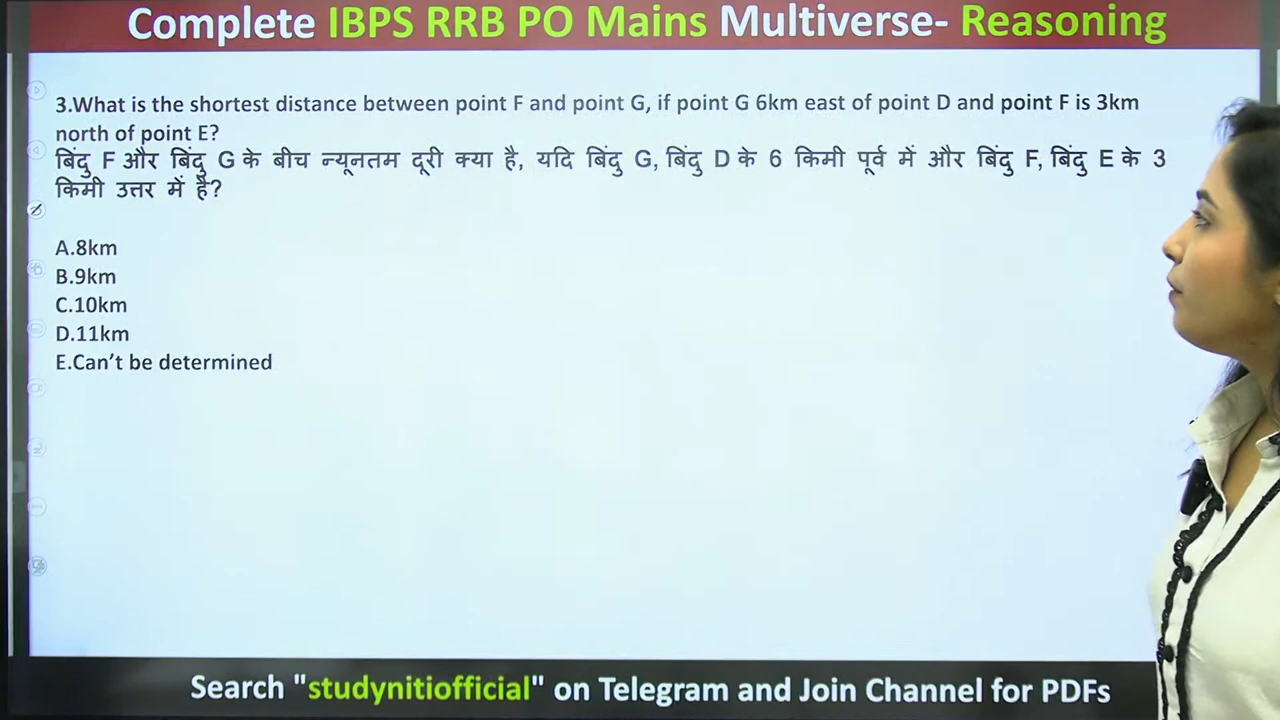 Complete IBPS RRB PO Mains Multiverse- Reasoning
3.What is the shortest distance between point F and point G, if point G 6km east of point D and point F is 3km
north of point E?
बिंदु F और बिंदु G के बीच न्यूनतम दूरी क्या है, यदि बिंदु G, बिंदु D के 6 किमी पूर्व में और बिंदु F, बिंदु E के 3
किमी उत्तर में है?
A.8km
B.9km
C.10km
D.11km
E.Can’t be determined
Search "studynitiofficial" on Telegram and Join Channel for PDFs